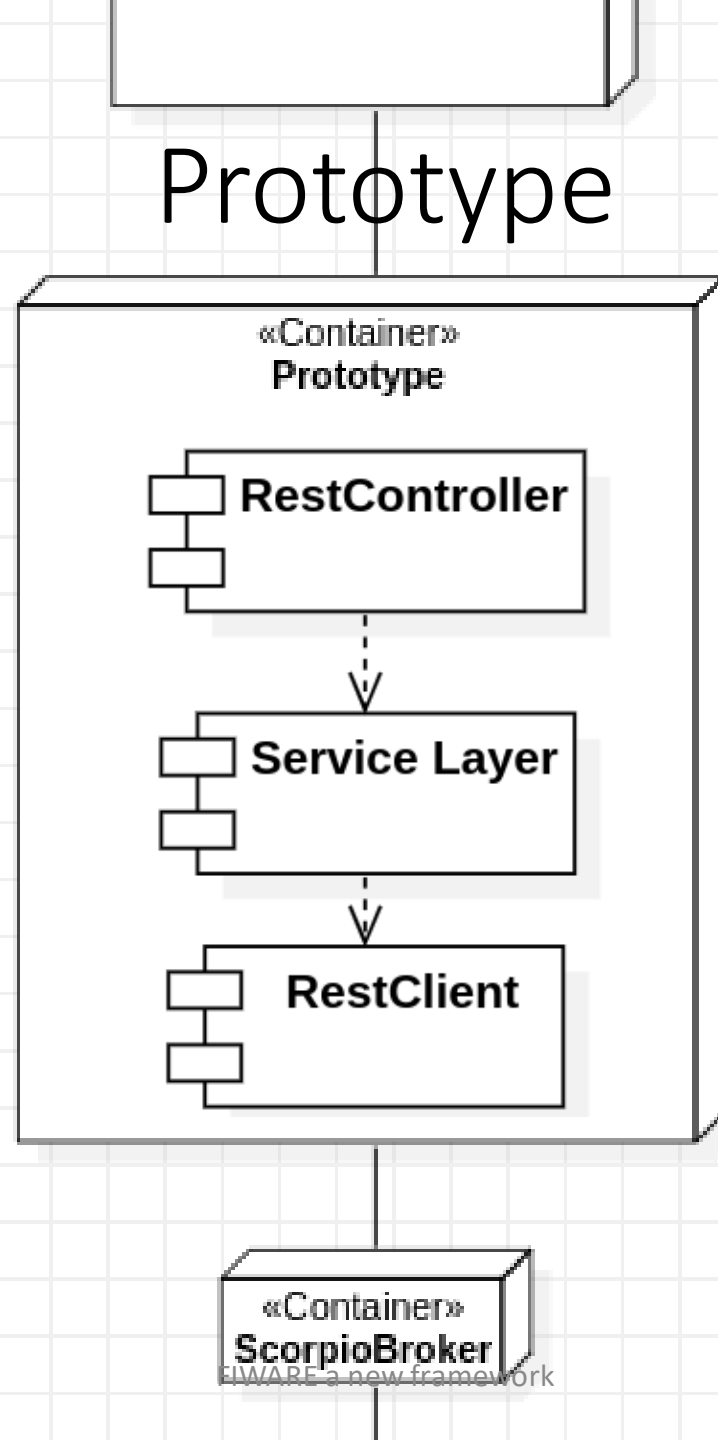 Prototype
«Container»
Prototype
RestController
Service Layer
RestClient
«Container»
ScorpioBroker
FIWARE a new framework